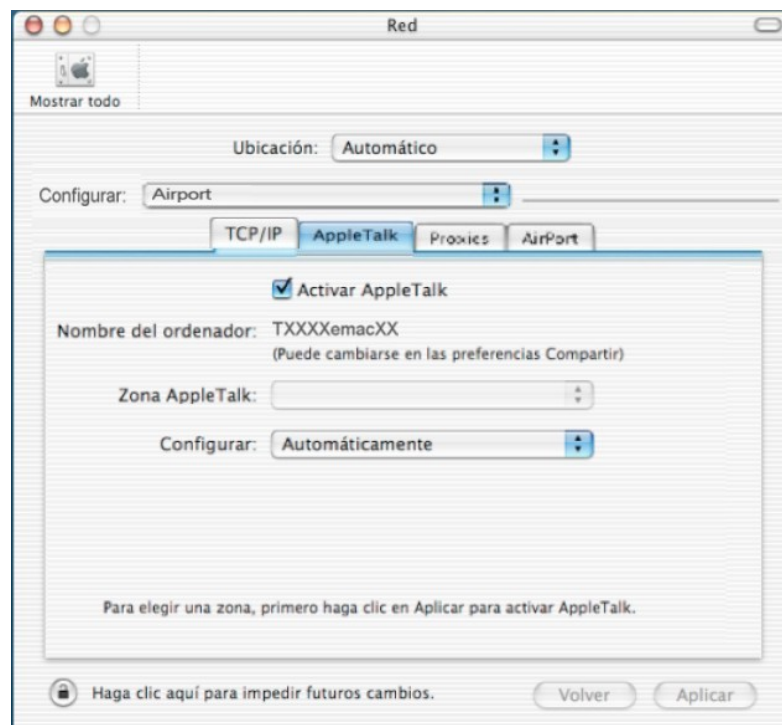 Red
Mostrar todo
Ubicación: Automático
Configurar: Airport
TCP/IP AppleTalk Proxies AirPort
Activar AppleTalk
Nombre del ordenador: TXXXXemacXX
(Puede cambiarse en las preferencias Compartir)
Zona AppleTalk:
Configurar: Automáticamente
Para elegir una zona, primero haga clic en Aplicar para activar AppleTalk.
Haga clic aquí para impedir futuros cambios. Volver Aplicar